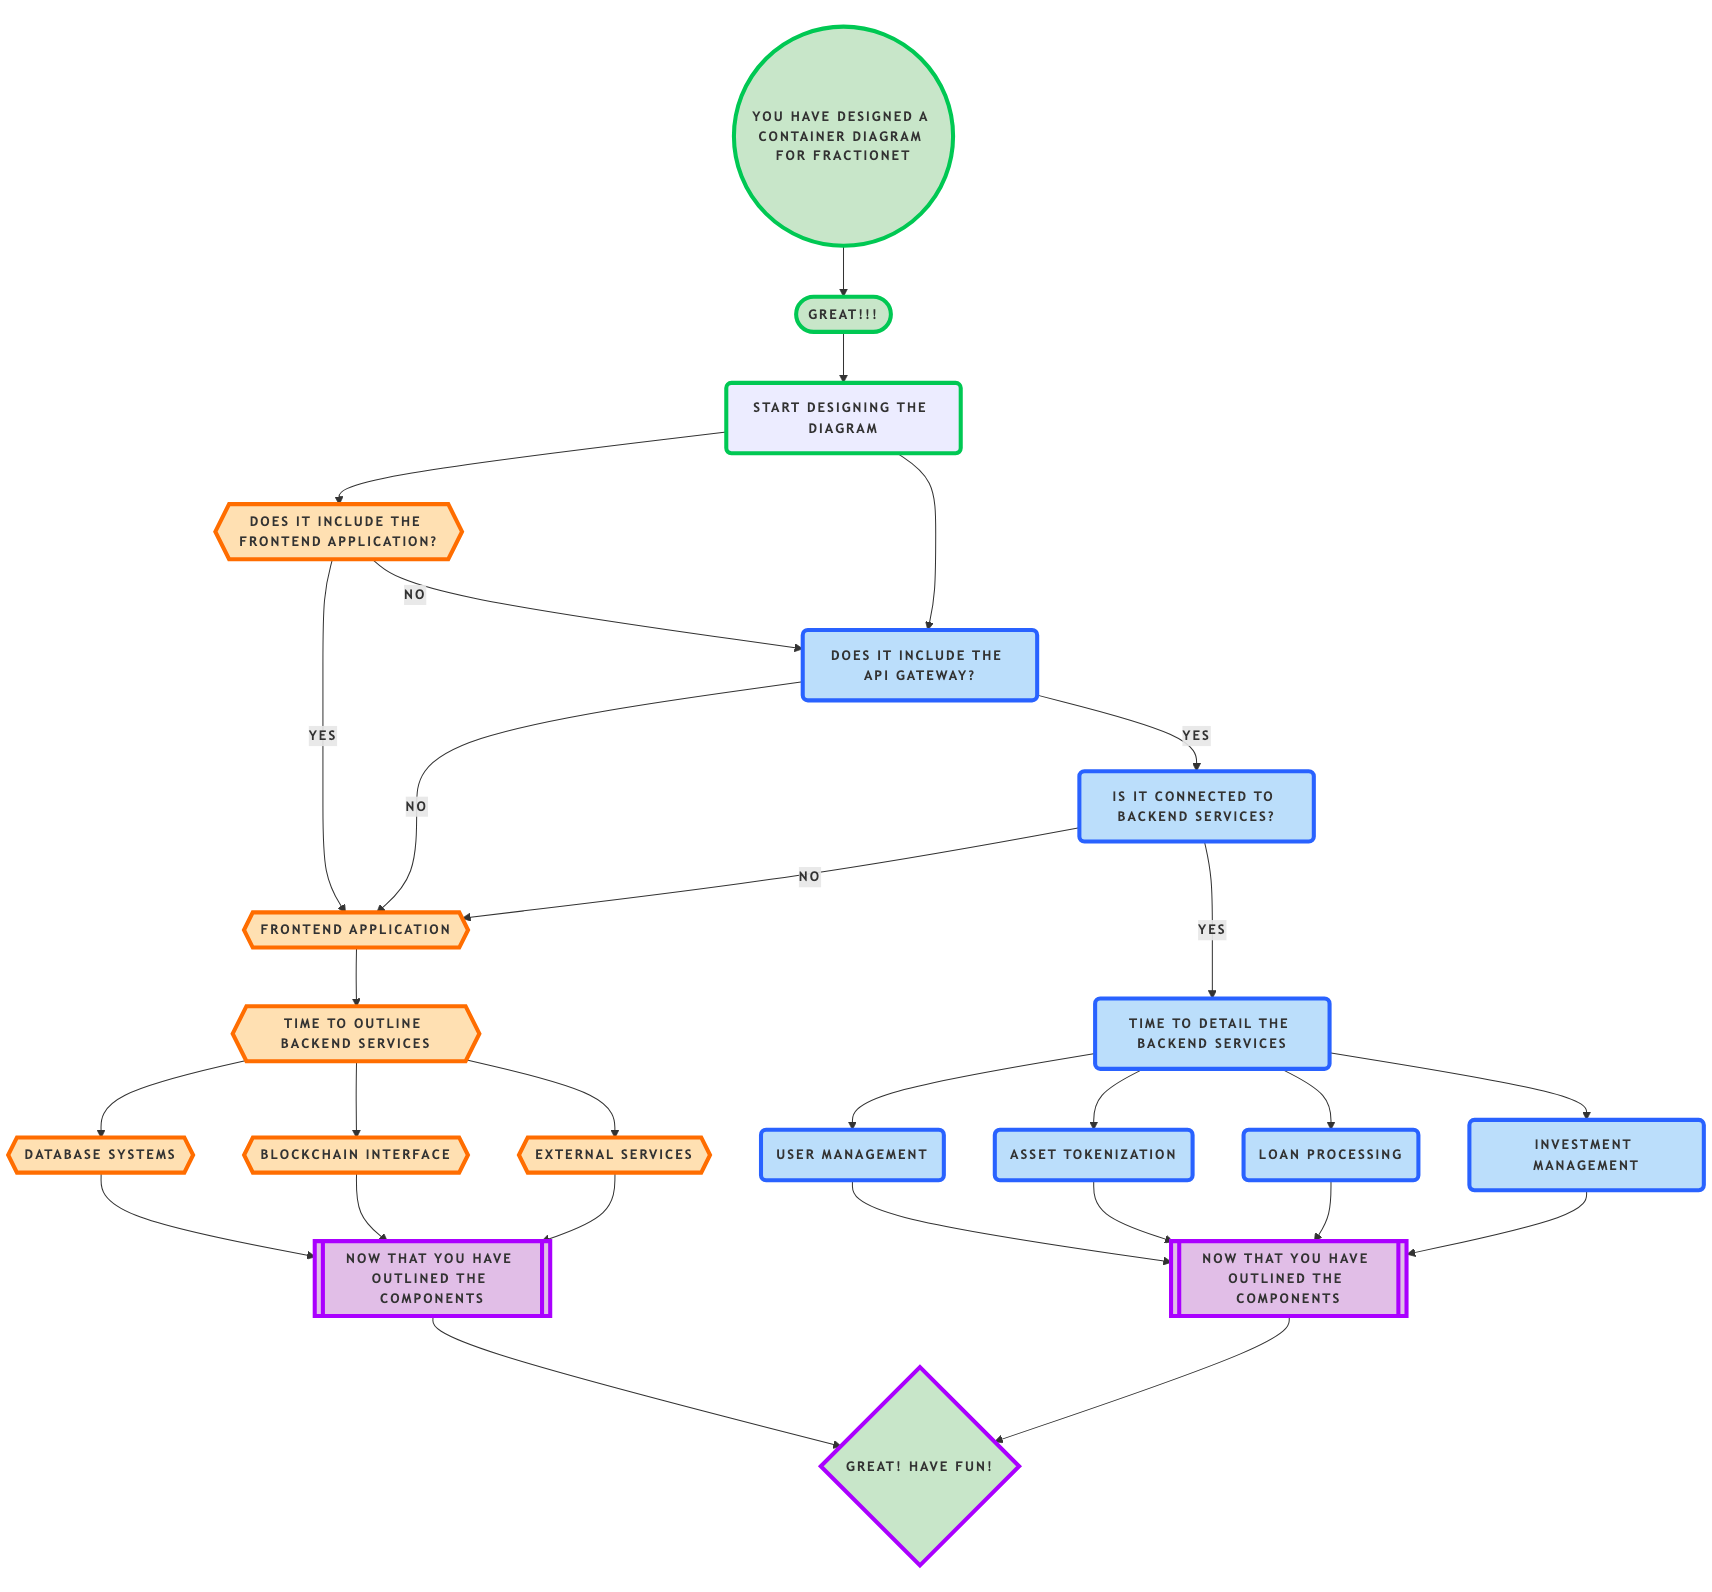 YOU HAVE DESIGNED A
CONTAINER DIAGRAM
FOR FRACTIONET
GREAT!!!
START DESIGNING THE
DIAGRAM
DOES IT INCLUDE THE
FRONTEND APPLICATION?
NO
DOES IT INCLUDE THE
API GATEWAY?
YES
YES
IS IT CONNECTED TO
BACKEND SERVICES?
NO
NO
FRONTEND APPLICATION
YES
TIME TO OUTLINE
BACKEND SERVICES
TIME TO DETAIL THE
BACKEND SERVICES
DATABASE SYSTEMS
BLOCKCHAIN INTERFACE
EXTERNAL SERVICES
USER MANAGEMENT
ASSET TOKENIZATION
LOAN PROCESSING
INVESTMENT
MANAGEMENT
NOW THAT YOU HAVE
OUTLINED THE
COMPONENTS
NOW THAT YOU HAVE
OUTLINED THE
COMPONENTS
GREAT! HAVE FUN!